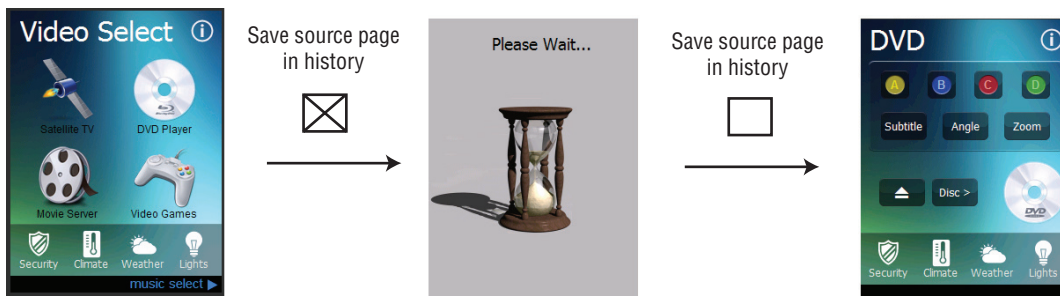 Video Select
Satellite TV
DVD Player
Movie Server
Video Games
Security Climate Weather Lights
music select ▶
Save source page
in history
Please Wait...
Save source page
in history
DVD
A B C D
Subtitle Angle Zoom
Disc >
DVD
Security Climate Weather Lights